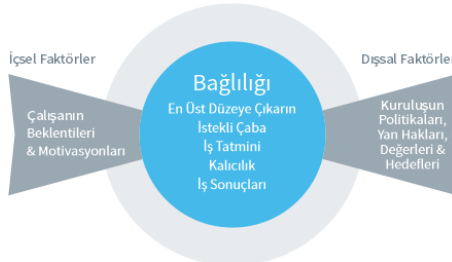 İçsel Faktörler
Çalışanın
Beklentileri
& Motivasyonları
Bağlılığı
En Üst Düzeye Çıkarın
İstekli Çaba
İş Tatmini
Kalıcılık
İş Sonuçları
Dışsal Faktörler
Kuruluşun
Politikaları,
Yan Hakları,
Değerleri &
Hedefleri